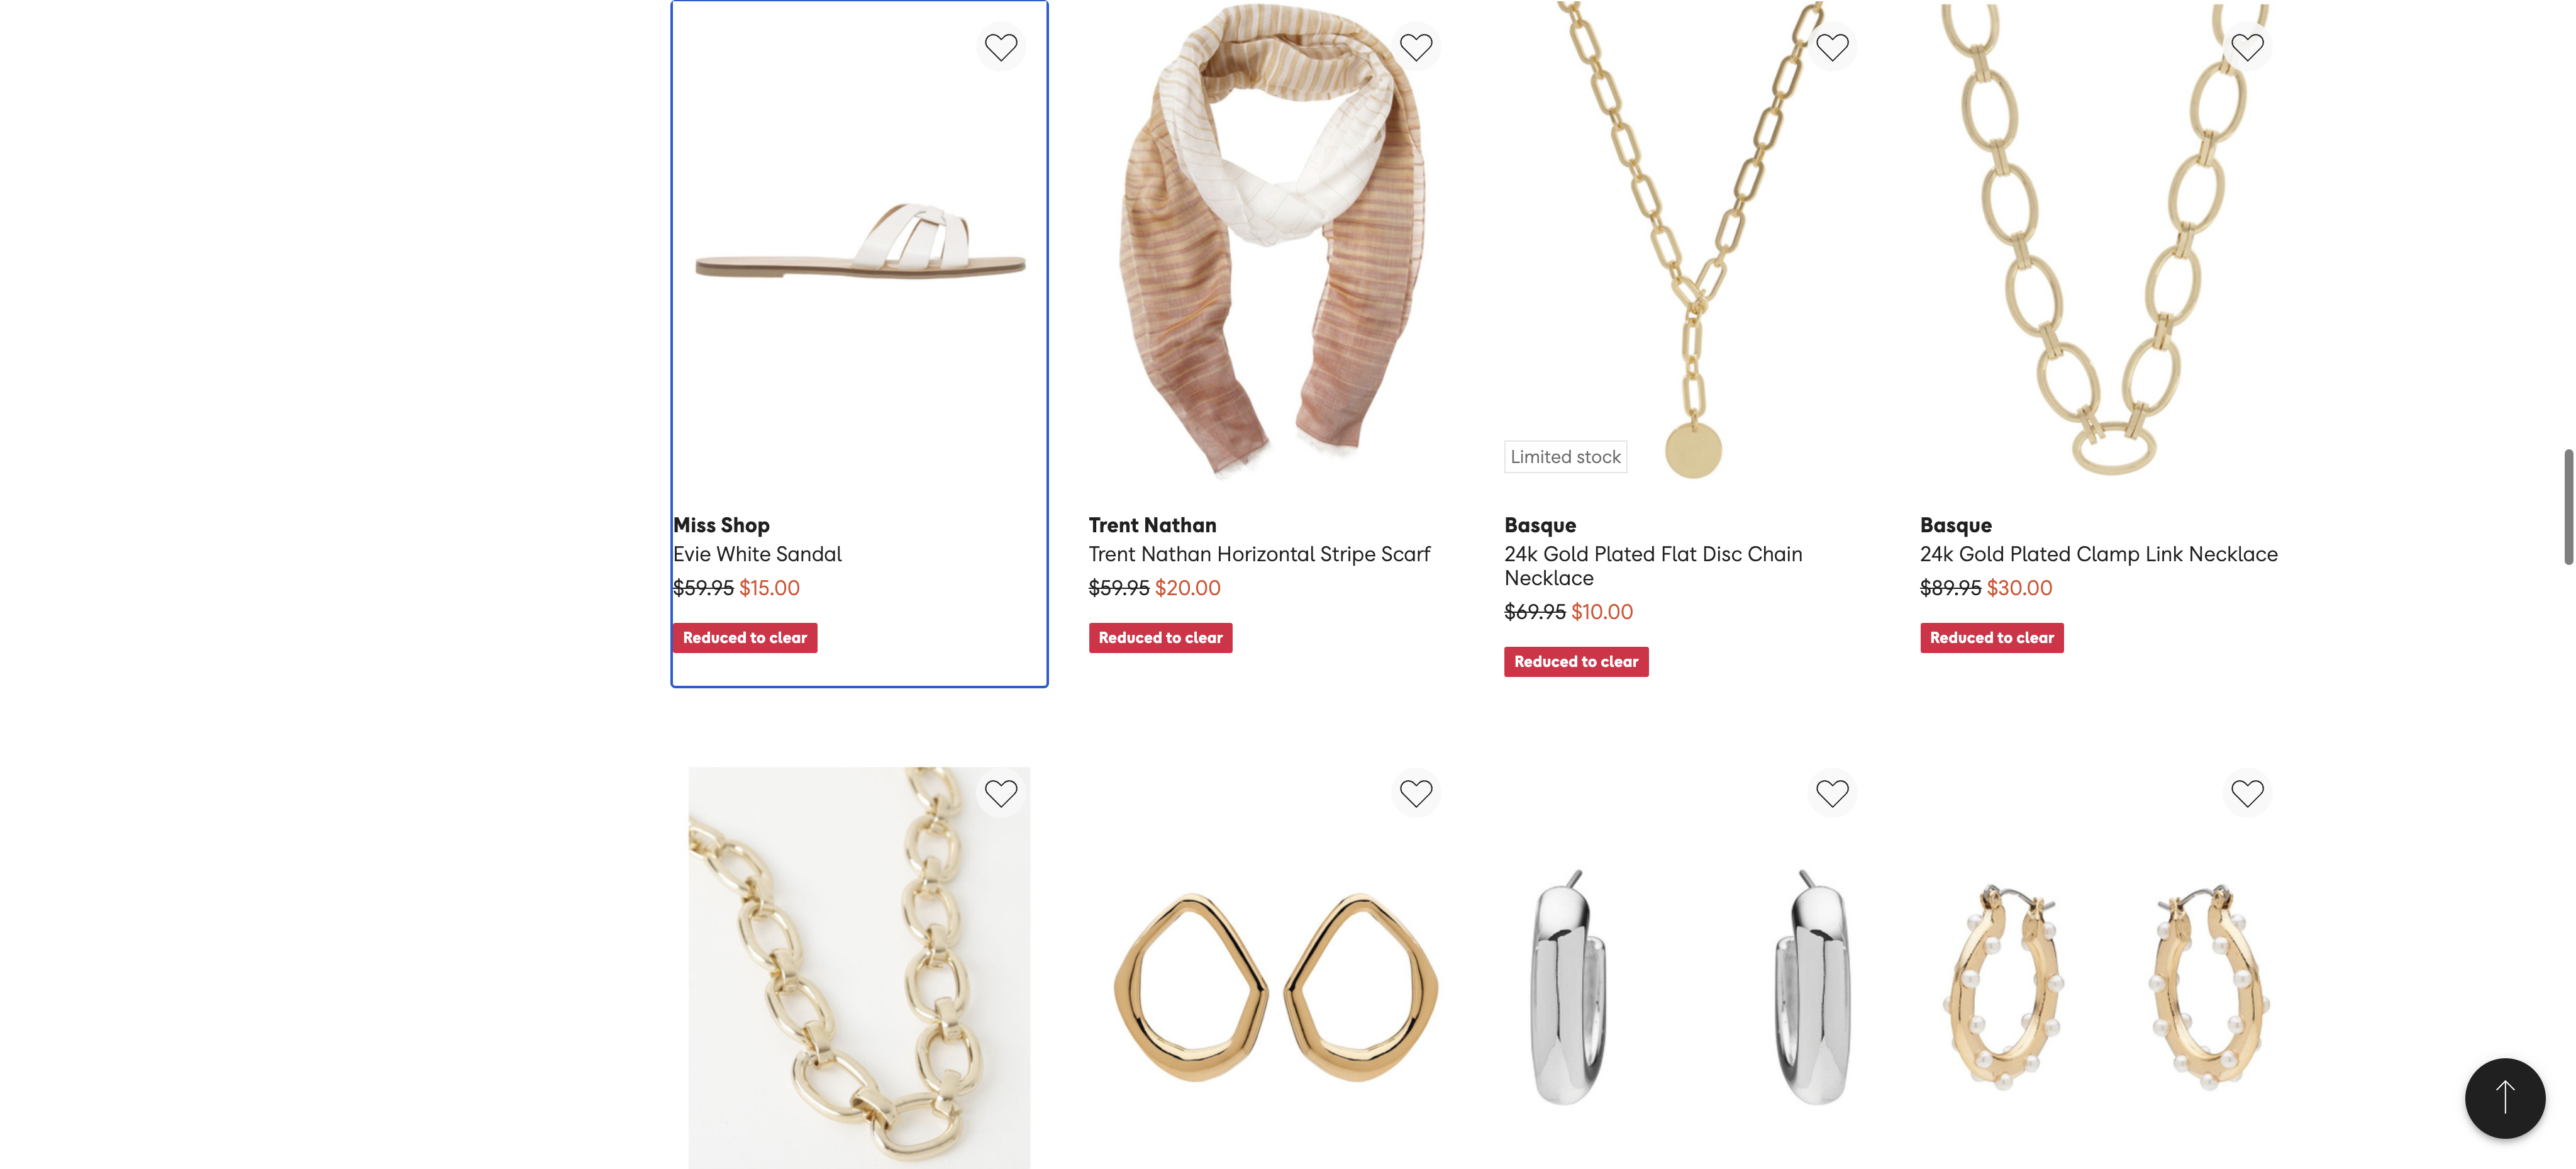 Limited stock
Miss Shop
Evie White Sandal
$59.95 $15.00
Reduced to clear
Trent Nathan
Trent Nathan Horizontal Stripe Scarf
$59.95 $20.00
Reduced to clear
Basque
24k Gold Plated Flat Disc Chain
Necklace
$69.95 $10.00
Reduced to clear
Basque
24k Gold Plated Clamp Link Necklace
$89.95 $30.00
Reduced to clear